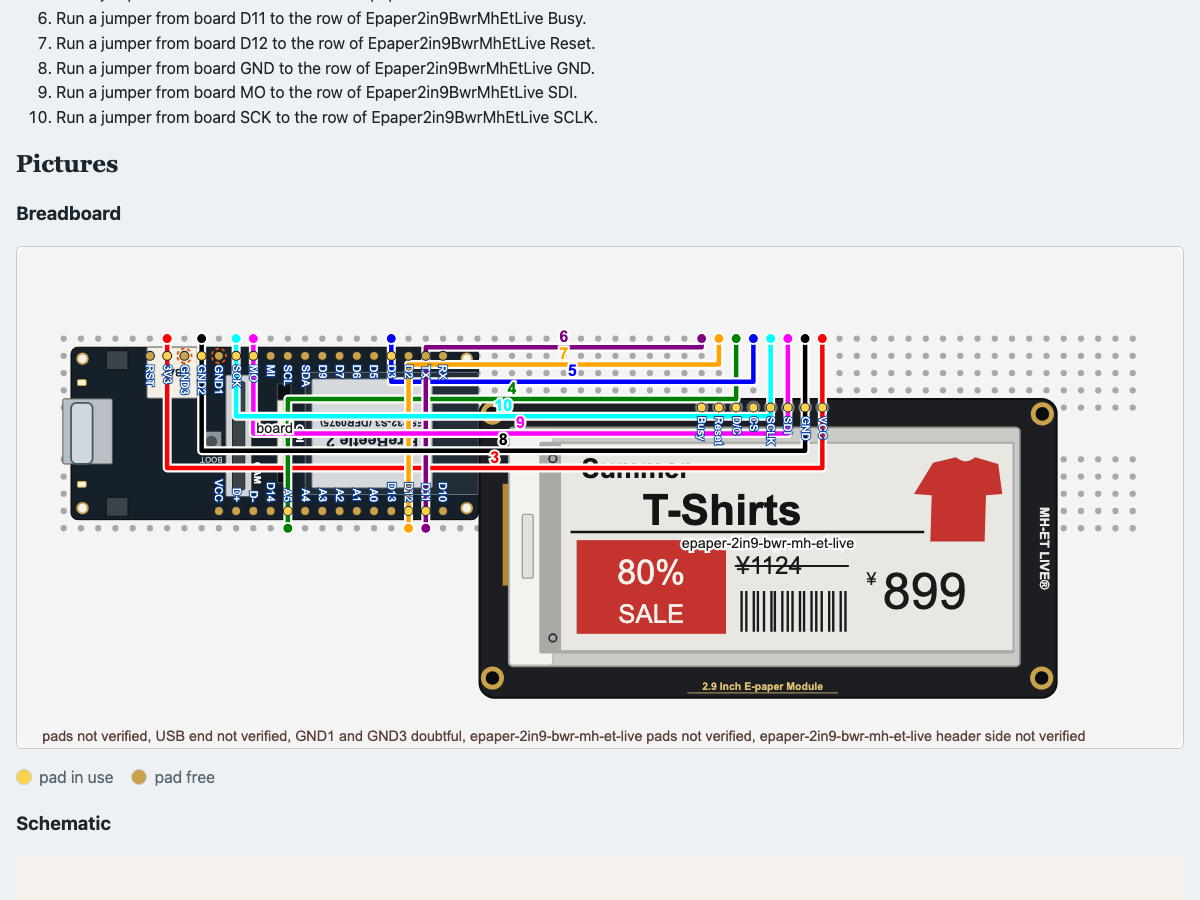 6. Run a jumper from board D11 to the row of Epaper2in9BwrMhEtLive Busy.
7. Run a jumper from board D12 to the row of Epaper2in9BwrMhEtLive Reset.
8. Run a jumper from board GND to the row of Epaper2in9BwrMhEtLive GND.
9. Run a jumper from board MO to the row of Epaper2in9BwrMhEtLive SDI.
10. Run a jumper from board SCK to the row of Epaper2in9BwrMhEtLive SCLK.
Pictures
Breadboard
6
7
5
4
10
9
8
3
RST 3V3 GND3 GND2 GND1 SCK MO MI SCL SDA D9 D7 D6 D5 D3 D2 TX RX
board
BOOT
VCC D+ D- D14 A5 A4 A3 A2 A1 A0 D13 D12 D11 D10
Busy Reset D/C CS SCLK SDI GND VCC
Summer
T-Shirts
epaper-2in9-bwr-mh-et-live
80%
SALE
¥1124
¥ 899
MH-ET LIVE®
2.9 Inch E-paper Module
pads not verified, USB end not verified, GND1 and GND3 doubtful, epaper-2in9-bwr-mh-et-live pads not verified, epaper-2in9-bwr-mh-et-live header side not verified
pad in use pad free
Schematic